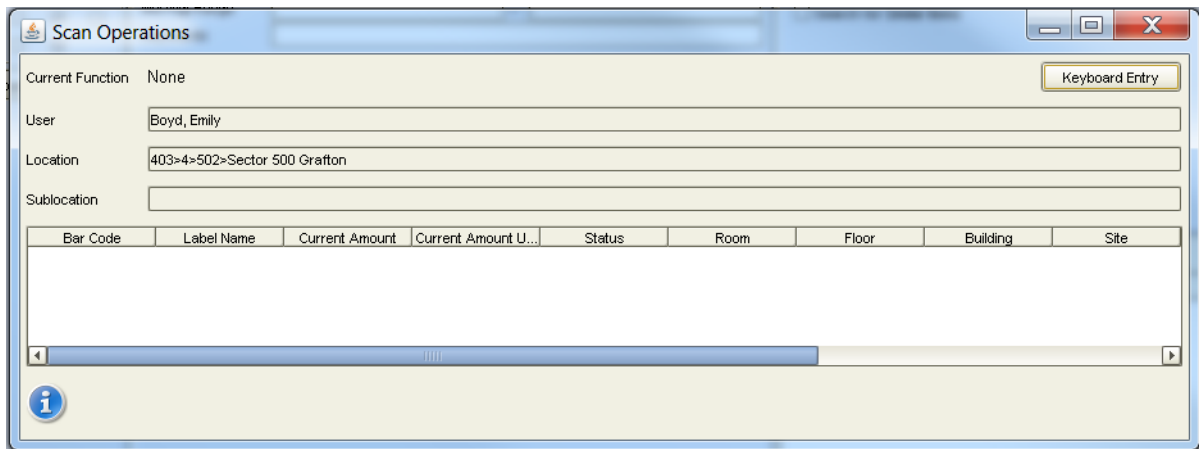 Scan Operations
Current Function None Keyboard Entry
User Boyd, Emily
Location 403>4>502>Sector 500 Grafton
Sublocation
Bar Code Label Name Current Amount Current Amount U... Status Room Floor Building Site